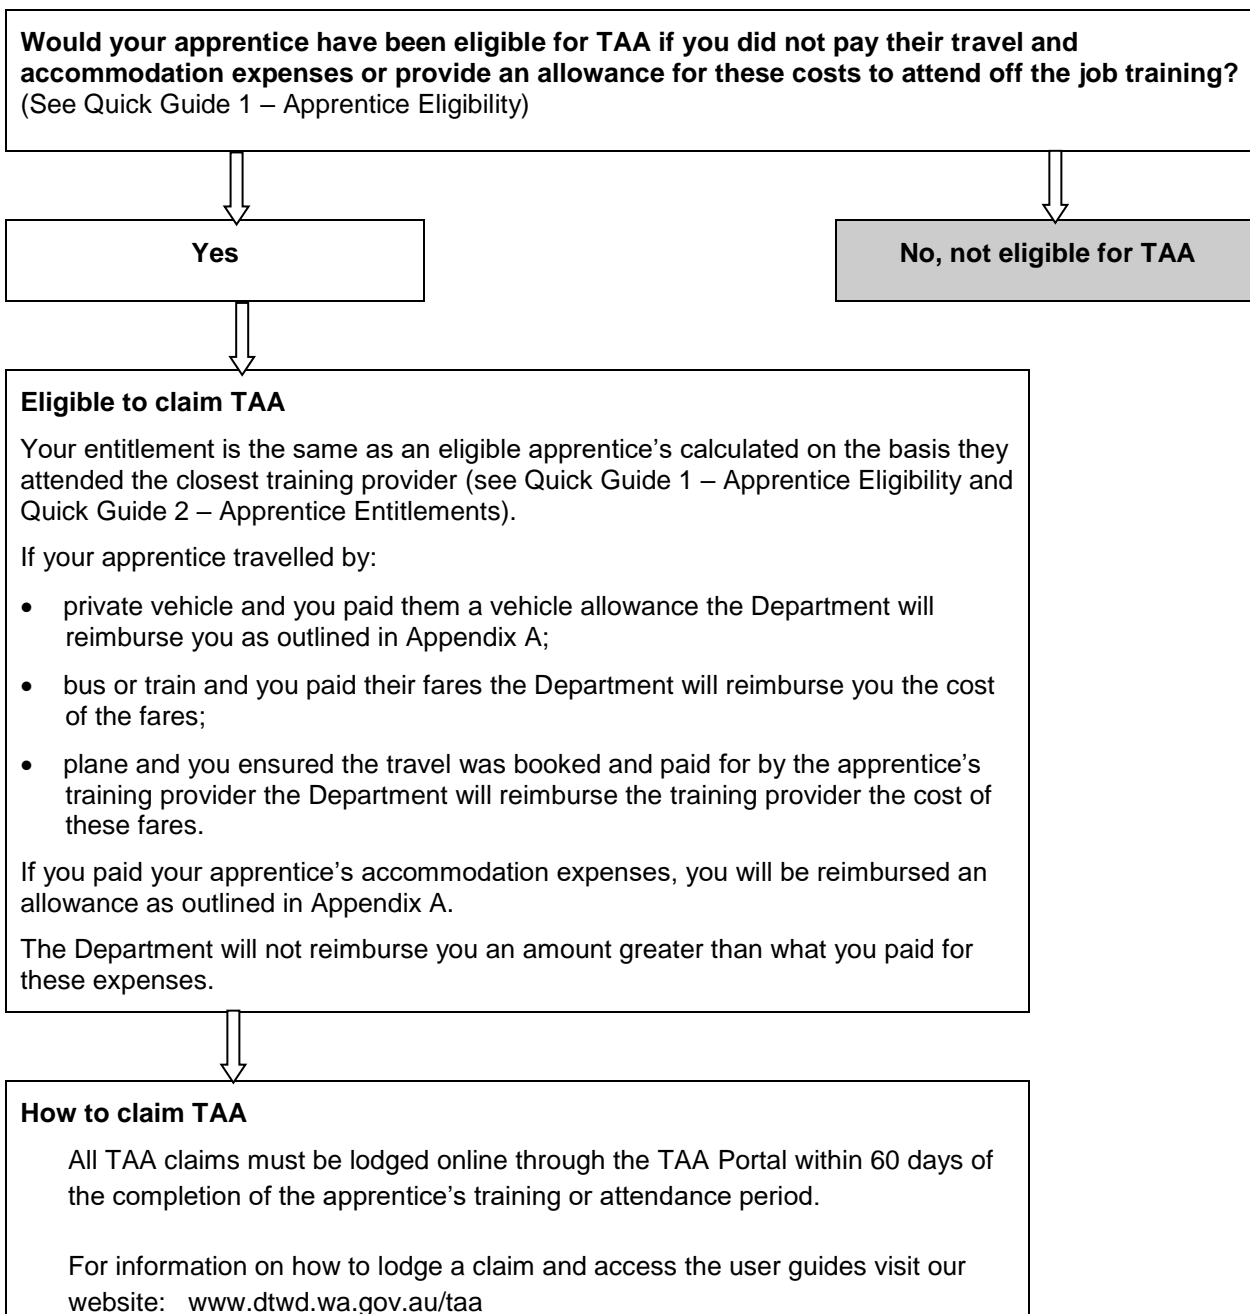 Would your apprentice have been eligible for TAA if you did not pay their travel and
accommodation expenses or provide an allowance for these costs to attend off the job training?
(See Quick Guide 1 – Apprentice Eligibility)
Yes
No, not eligible for TAA
Eligible to claim TAA
Your entitlement is the same as an eligible apprentice’s calculated on the basis they
attended the closest training provider (see Quick Guide 1 – Apprentice Eligibility and
Quick Guide 2 – Apprentice Entitlements).
If your apprentice travelled by:
• private vehicle and you paid them a vehicle allowance the Department will
reimburse you as outlined in Appendix A;
• bus or train and you paid their fares the Department will reimburse you the cost
of the fares;
• plane and you ensured the travel was booked and paid for by the apprentice’s
training provider the Department will reimburse the training provider the cost of
these fares.
If you paid your apprentice’s accommodation expenses, you will be reimbursed an
allowance as outlined in Appendix A.
The Department will not reimburse you an amount greater than what you paid for
these expenses.
How to claim TAA
All TAA claims must be lodged online through the TAA Portal within 60 days of
the completion of the apprentice’s training or attendance period.
For information on how to lodge a claim and access the user guides visit our
website: www.dtwd.wa.gov.au/taa